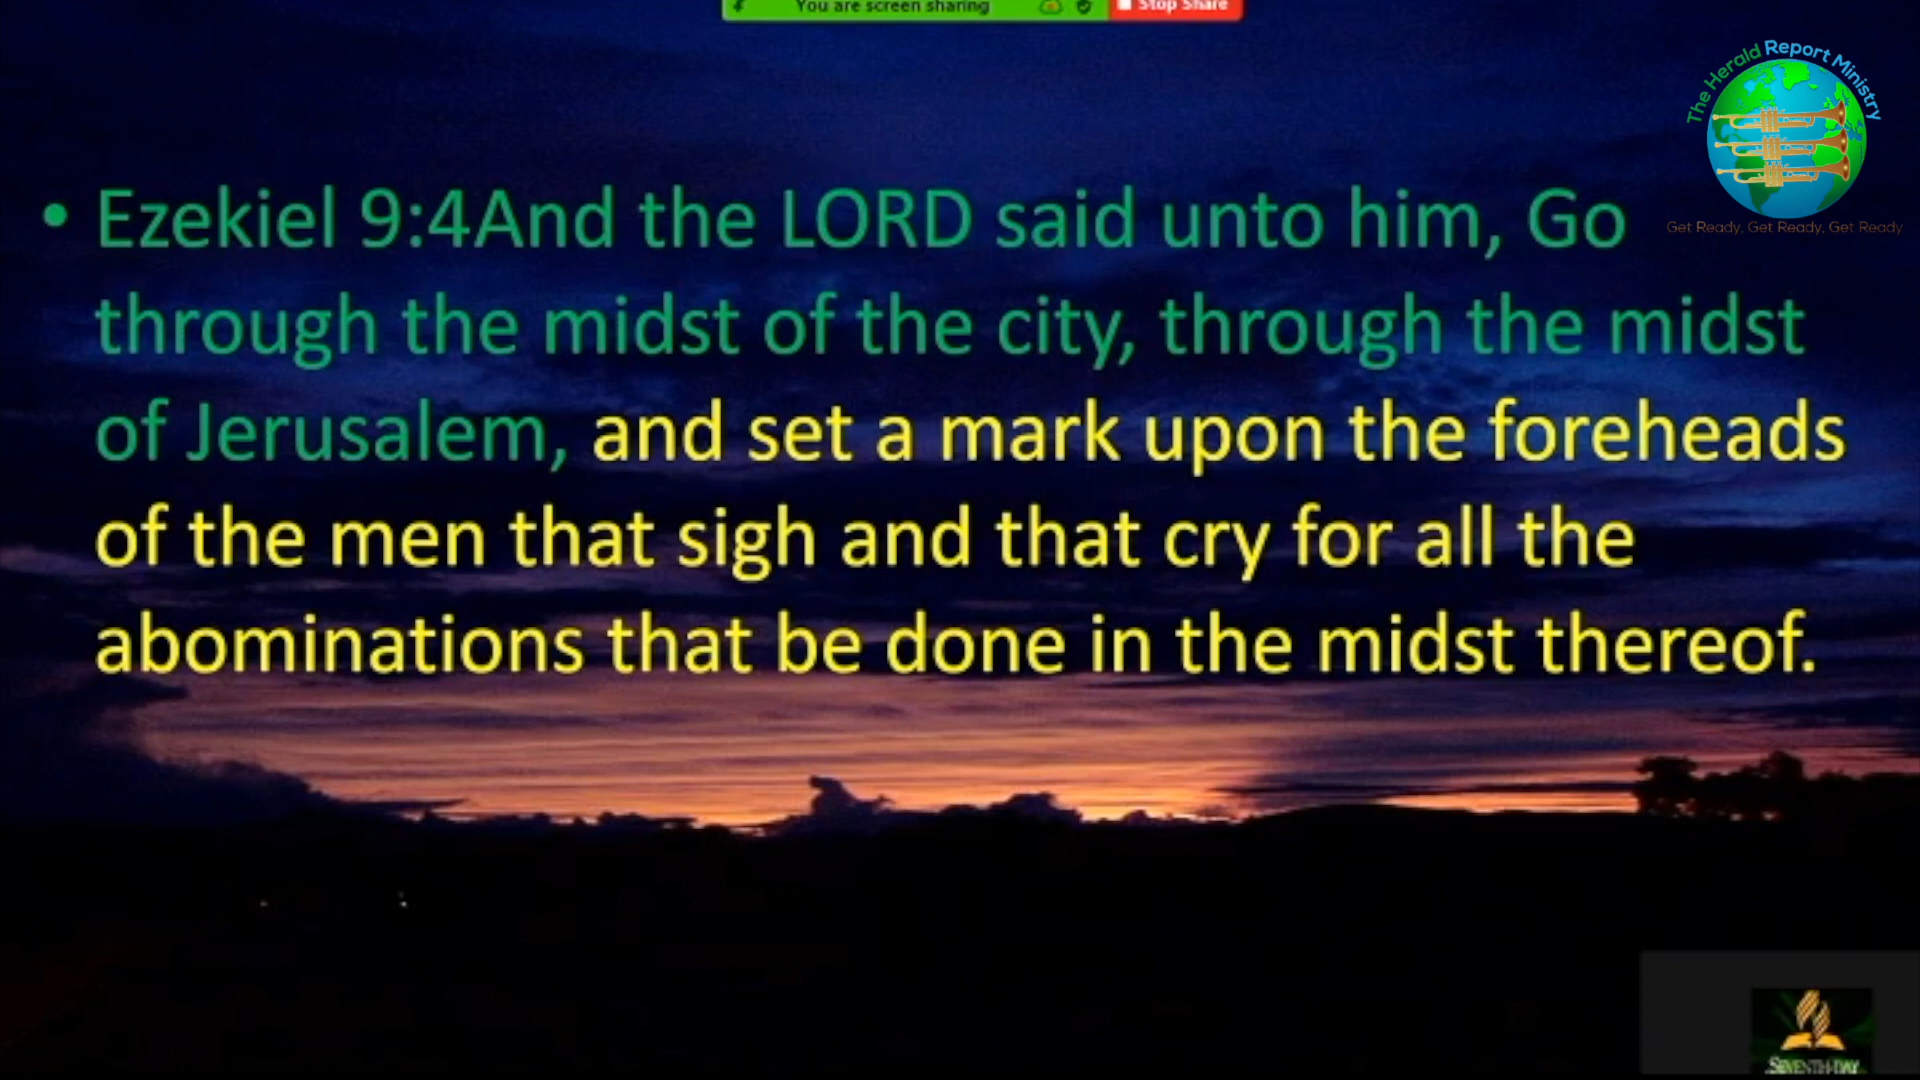 You are screen sharing
Stop Share
The Herald Report Ministry
Get Ready, Get Ready, Get Ready
• Ezekiel 9:4And the LORD said unto him, Go
through the midst of the city, through the midst
of Jerusalem, and set a mark upon the foreheads
of the men that sigh and that cry for all the
abominations that be done in the midst thereof.
SEVENTH-DAY